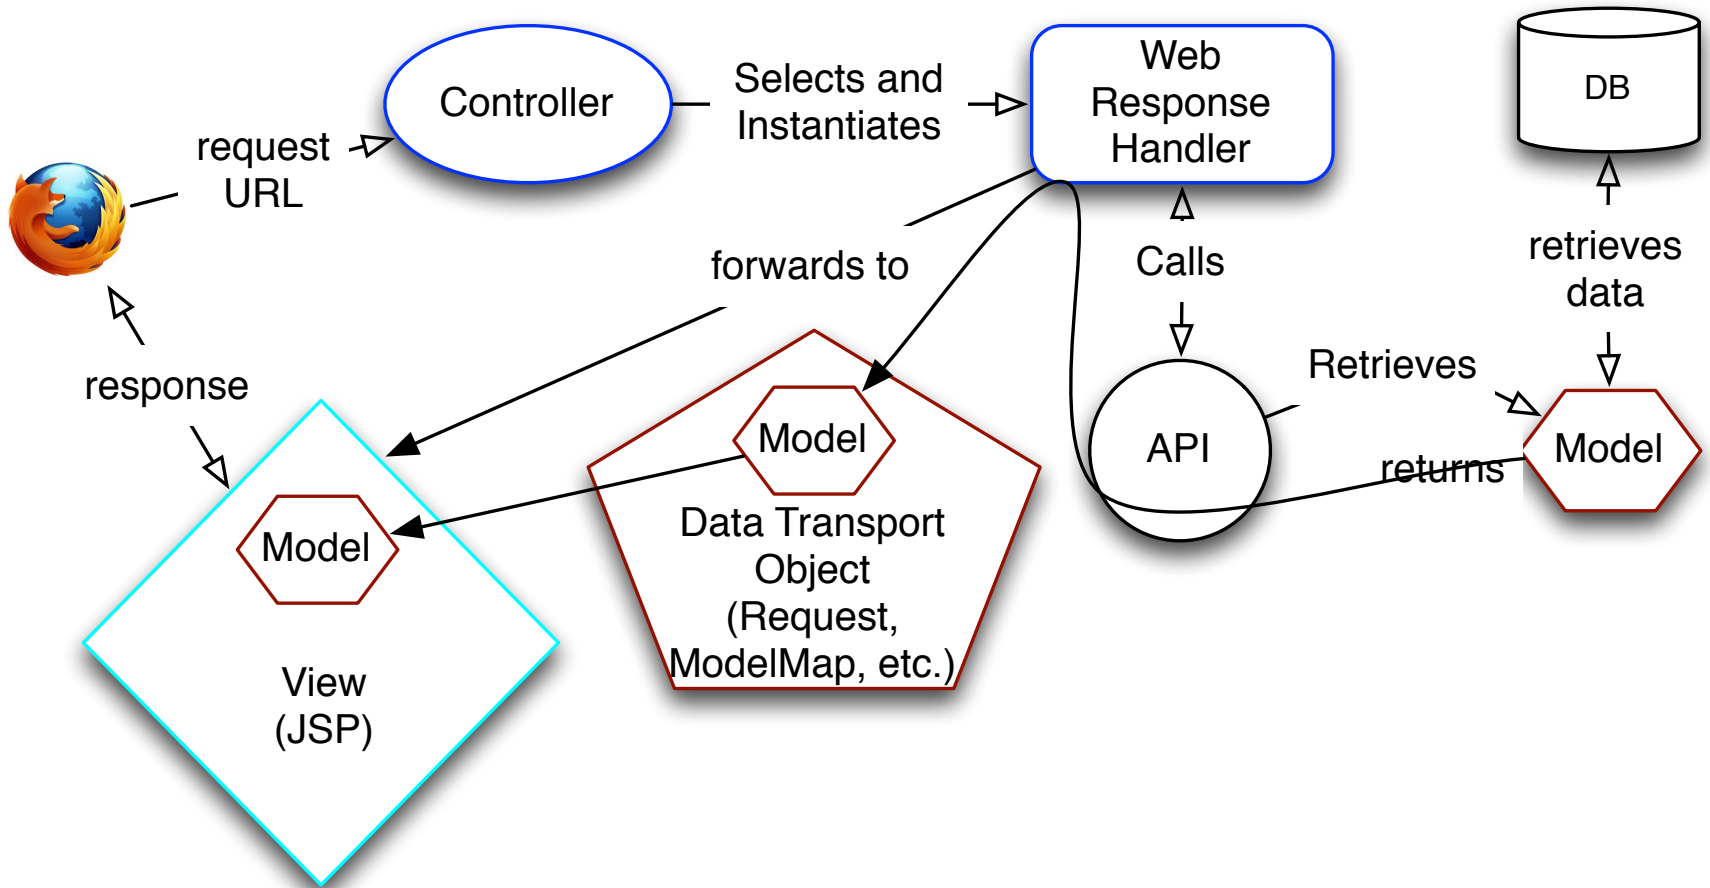 Controller
Selects and
Instantiates
Web
Response
Handler
DB
request
URL
forwards to
Calls
retrieves
data
response
Retrieves
Model
API
returns
Model
Model
Data Transport
Object
(Request,
ModelMap, etc.)
View
(JSP)